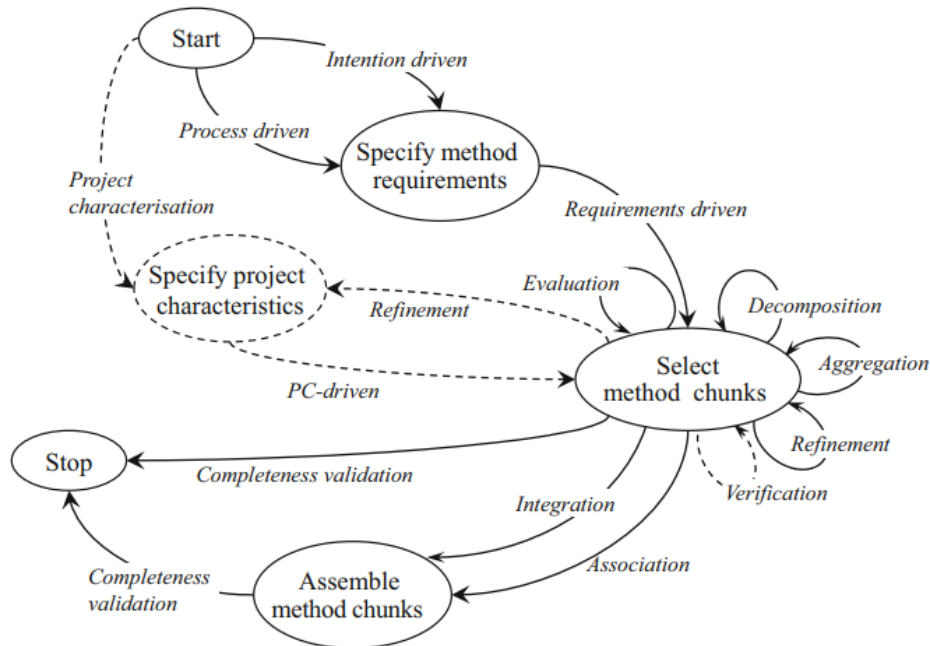 Start
Intention driven
Process driven
Specify method
requirements
Project
characterisation
Requirements driven
Specify project
characteristics
Evaluation
Decomposition
Refinement
Select
method chunks
Aggregation
PC-driven
Refinement
Stop
Completeness validation
Verification
Integration
Association
Completeness
validation
Assemble
method chunks